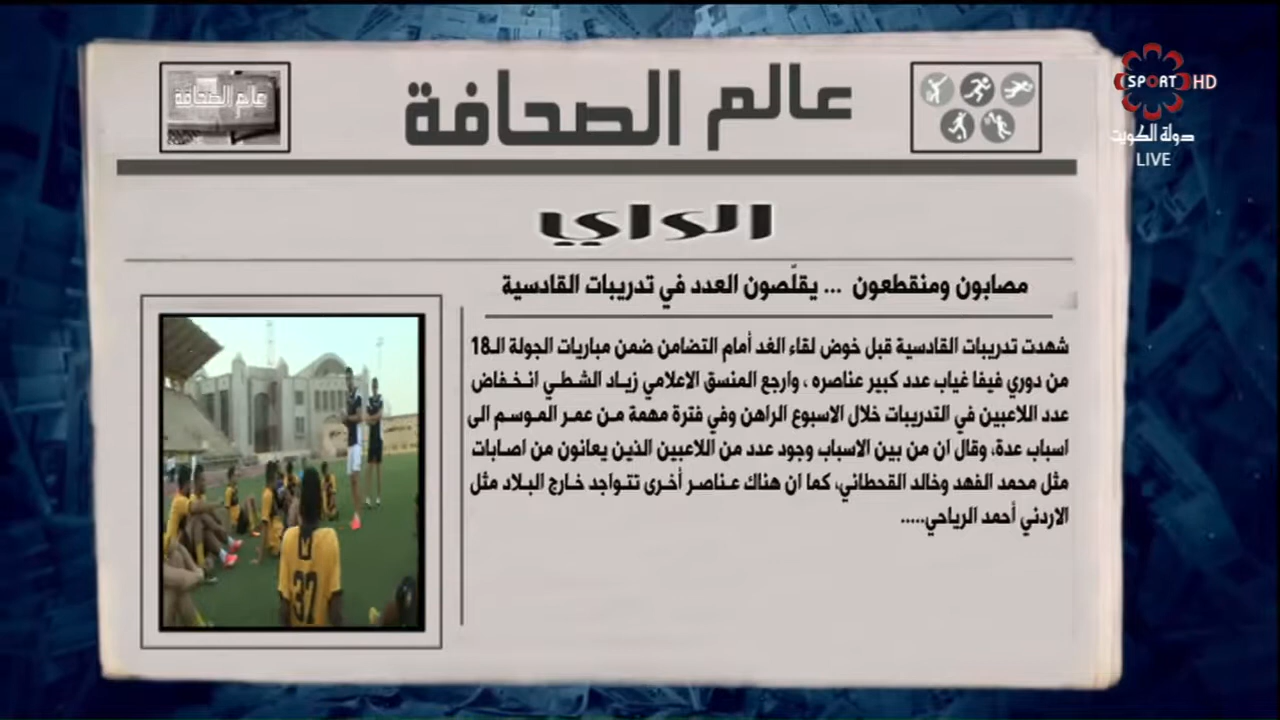 عالم الصحافة
عالم الصحافة
SPORT HD
دولة الكويت
LIVE
الراي
مصابون ومنقطعون ... يقلّصون العدد في تدريبات القادسية
شهدت تدريبات القادسية قبل خوض لقاء الغد أمام التضامن ضمن مباريات الجولة الـ18
من دوري فيفا غياب عدد كبير عناصره ، وارجع المنسق الاعلامي زياد الشطي انخفاض
عدد اللاعبين في التدريبات خلال الاسبوع الراهن وفي فترة مهمة من عمر الموسم الى
اسباب عدة، وقال ان من بين الاسباب وجود عدد من اللاعبين الذين يعانون من اصابات
مثل محمد الفهد وخالد القحطاني، كما ان هناك عناصر أخرى تتواجد خارج البلاد مثل
الاردني أحمد الرياحي.....
37